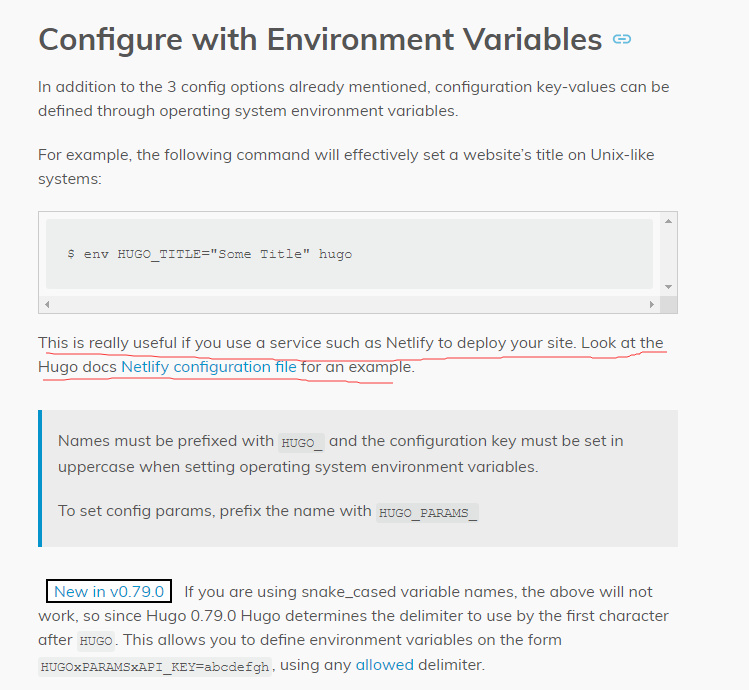 Configure with Environment Variables
In addition to the 3 config options already mentioned, configuration key-values can be
defined through operating system environment variables.
For example, the following command will effectively set a website's title on Unix-like
systems:
$ env HUGO_TITLE="Some Title" hugo
This is really useful if you use a service such as Netlify to deploy your site. Look at the
Hugo docs Netlify configuration file for an example.
Names must be prefixed with HUGO_ and the configuration key must be set in
uppercase when setting operating system environment variables.
To set config params, prefix the name with HUGO_PARAMS_
New in v0.79.0 If you are using snake_cased variable names, the above will not
work, so since Hugo 0.79.0 Hugo determines the delimiter to use by the first character
after HUGO. This allows you to define environment variables on the form
HUGOxPARAMSxAPI_KEY=abcdefgh, using any allowed delimiter.